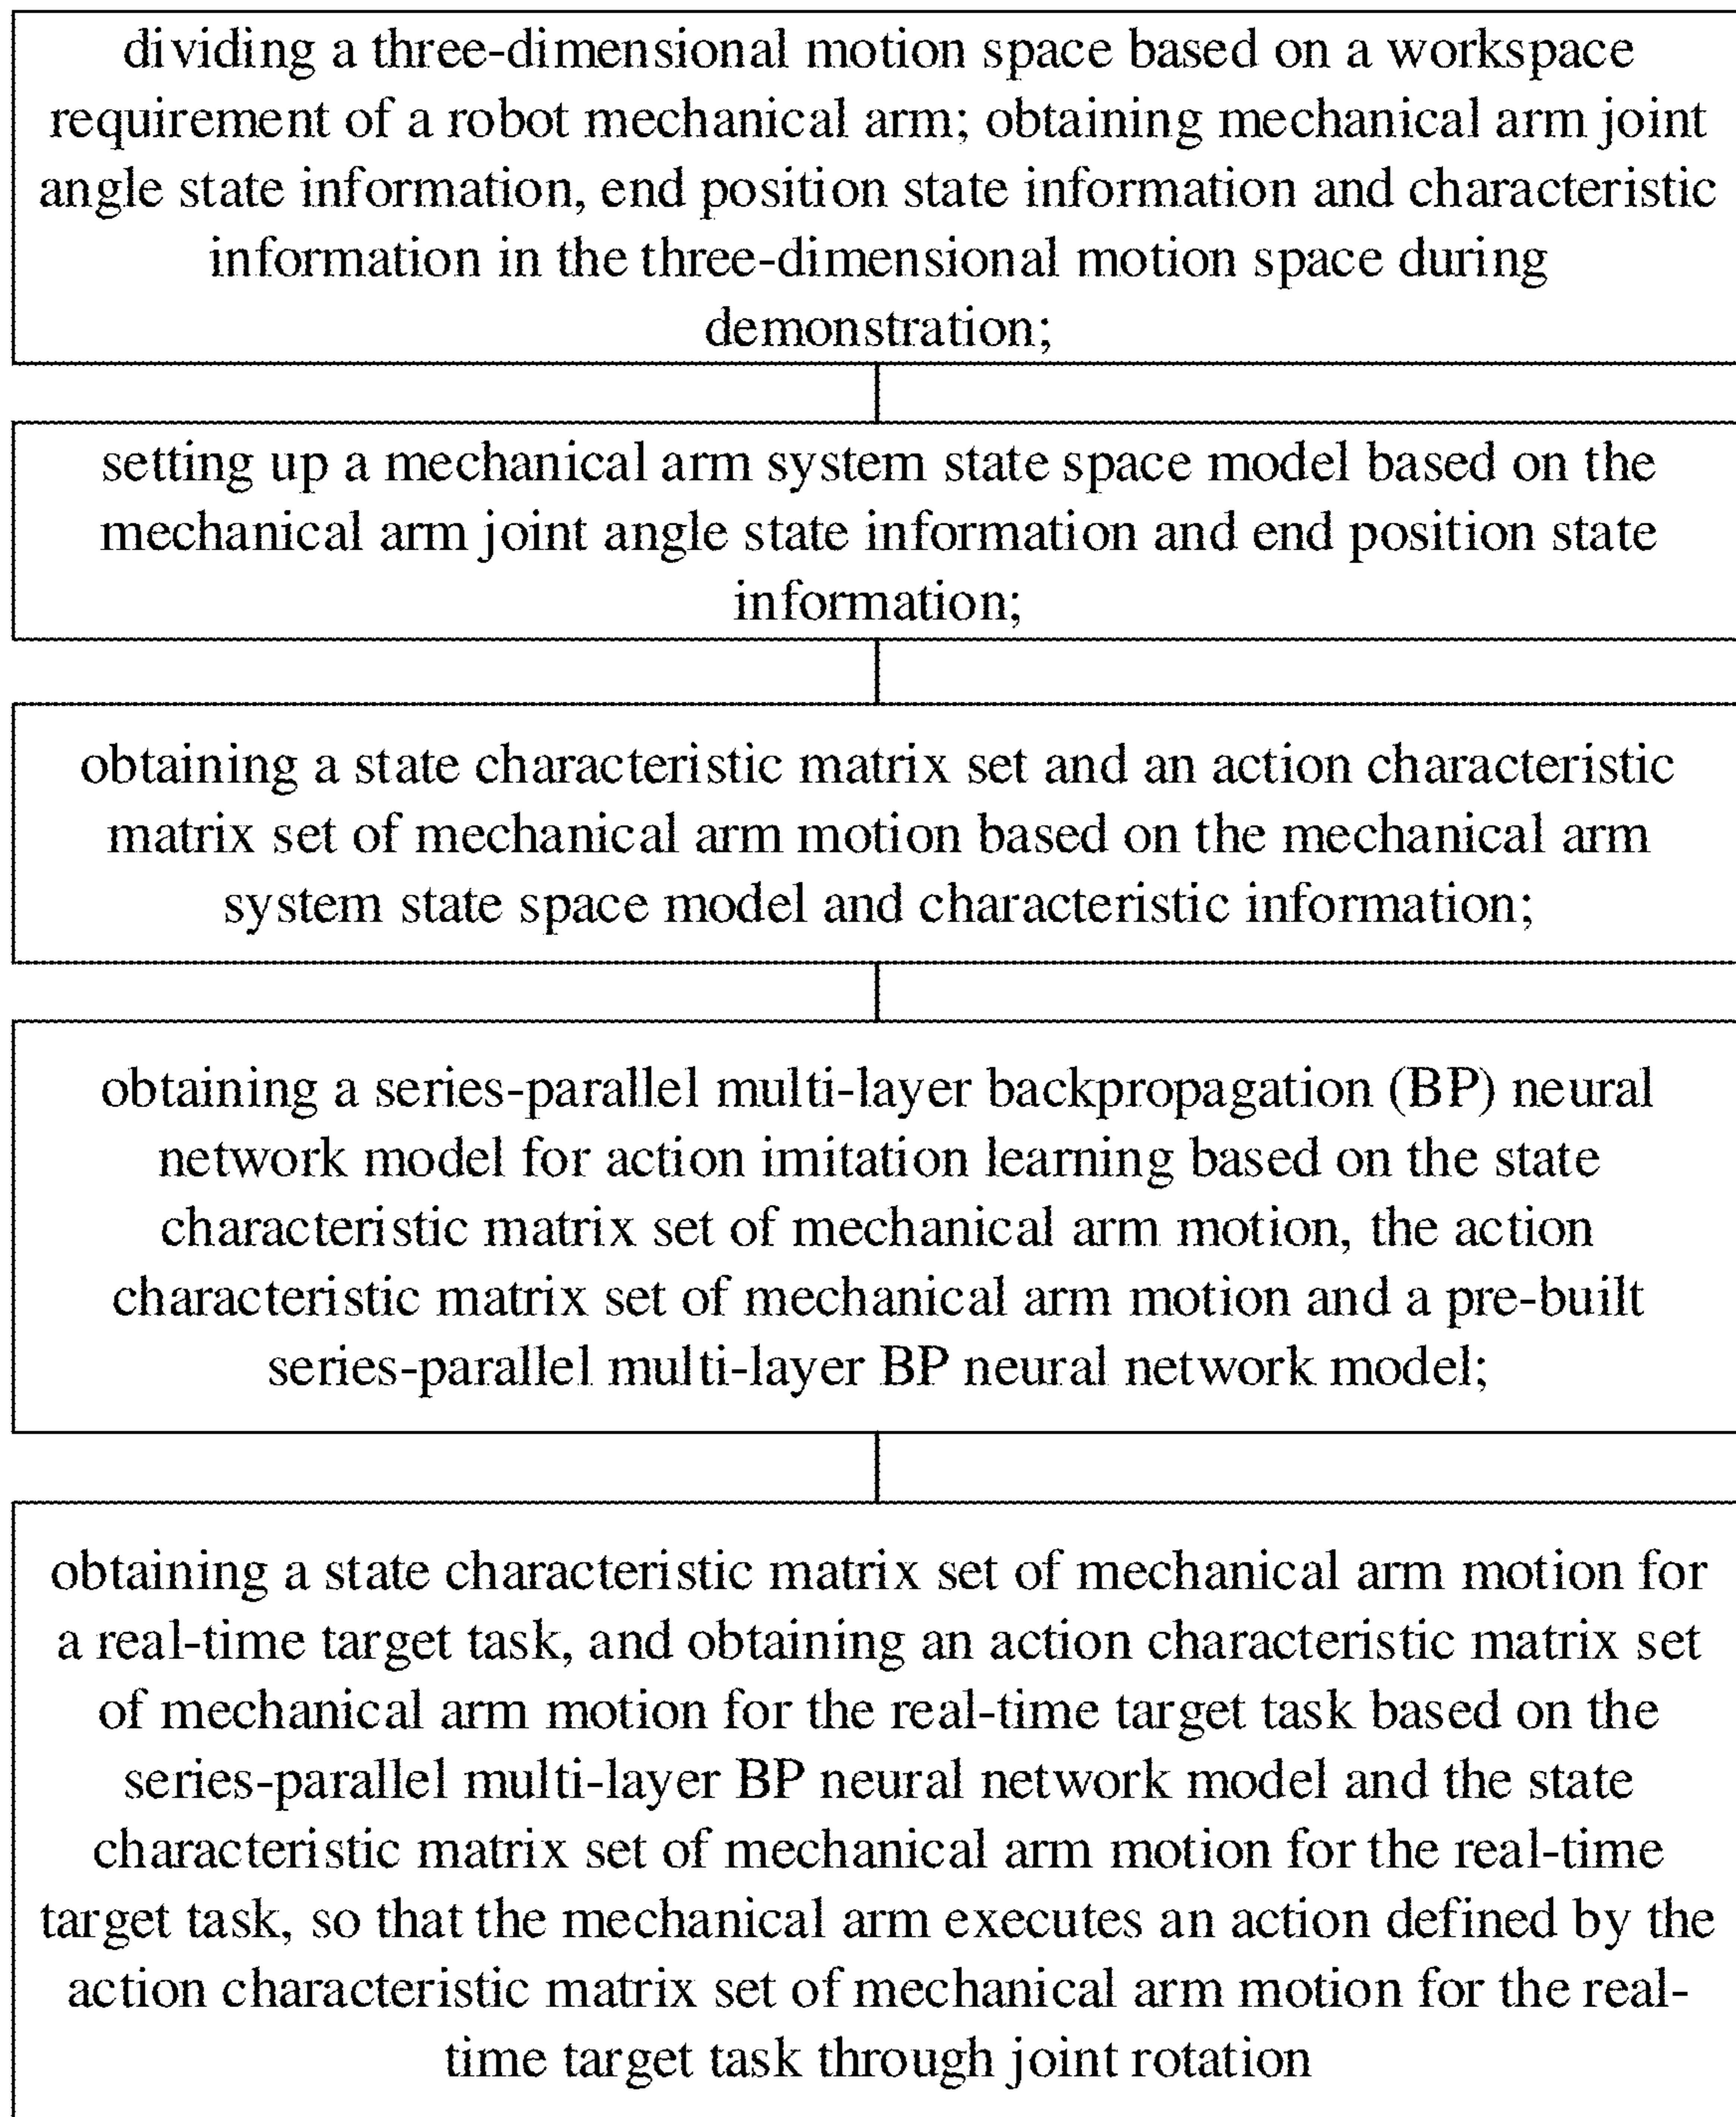 dividing a three-dimensional motion space based on a workspace
requirement of a robot mechanical arm; obtaining mechanical arm joint
angle state information, end position state information and characteristic
information in the three-dimensional motion space during
demonstration;
setting up a mechanical arm system state space model based on the
mechanical arm joint angle state information and end position state
information;
obtaining a state characteristic matrix set and an action characteristic
matrix set of mechanical arm motion based on the mechanical arm
system state space model and characteristic information;
obtaining a series-parallel multi-layer backpropagation (BP) neural
network model for action imitation learning based on the state
characteristic matrix set of mechanical arm motion, the action
characteristic matrix set of mechanical arm motion and a pre-built
series-parallel multi-layer BP neural network model;
obtaining a state characteristic matrix set of mechanical arm motion for
a real-time target task, and obtaining an action characteristic matrix set
of mechanical arm motion for the real-time target task based on the
series-parallel multi-layer BP neural network model and the state
characteristic matrix set of mechanical arm motion for the real-time
target task, so that the mechanical arm executes an action defined by the
action characteristic matrix set of mechanical arm motion for the real-
time target task through joint rotation